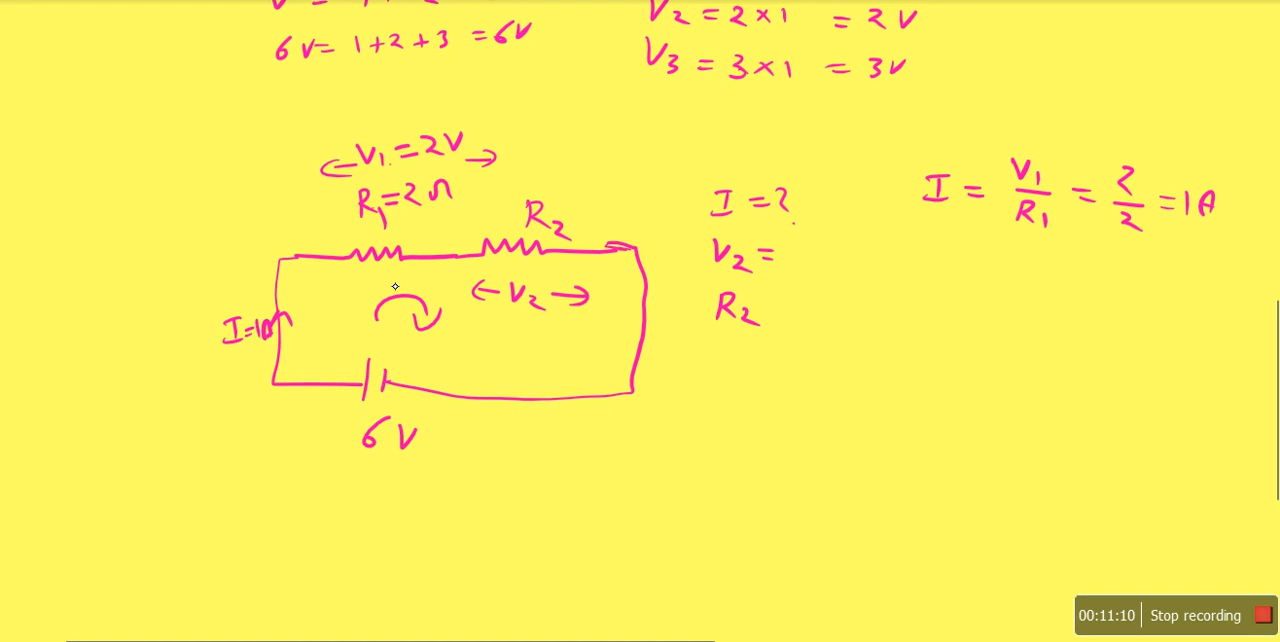 6V= 1+2+3 =6V
V2 = 2×1 = 2V
V3 = 3×1 = 3V
V1=2V
R1=2Ω
R2
I =?
V2 =
R2
I = V1/R1 = 2/2 =1A
V2
I=1A
6V
00:11:10 Stop recording